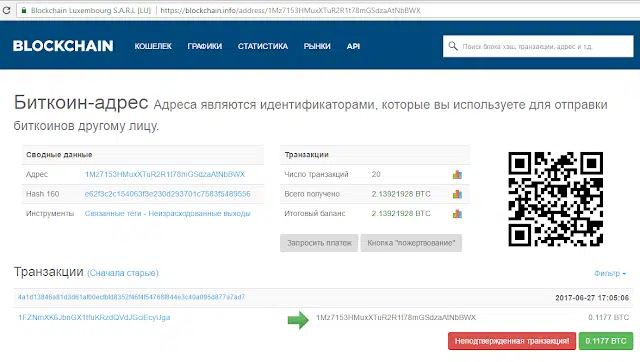 Blockchain Luxembourg S.A.R.L [LU] https://blockchain.info/address/1Mz7153HMuxXTuR2R1t78mGSdzaAtNbBWX
BLOCKCHAIN КОШЕЛЕК ГРАФИКИ СТАТИСТИКА РЫНКИ API Поиск блока хэш, транзакции, адрес и т.д.
Биткоин-адрес Адреса являются идентификаторами, которые вы используете для отправки
биткоинов другому лицу.
Сводные данные
Адрес 1Mz7153HMuxXTuR2R1t78mGSdzaAtNbBWX
Hash 160
Инструменты Связанные теги - Неизрасходованные выходы
Транзакции
Число транзакций 20
Всего получено 2.13921928 BTC
Итоговый баланс 2.13921928 BTC
Запросить платеж Кнопка "пожертвование"
Транзакции (Сначала старые) Фильтр
2017-06-27 17:05:06
1Mz7153HMuxXTuR2R1t78mGSdzaAtNbBWX 0.1177 BTC
Неподтвержденная транзакция! 0.1177 BTC